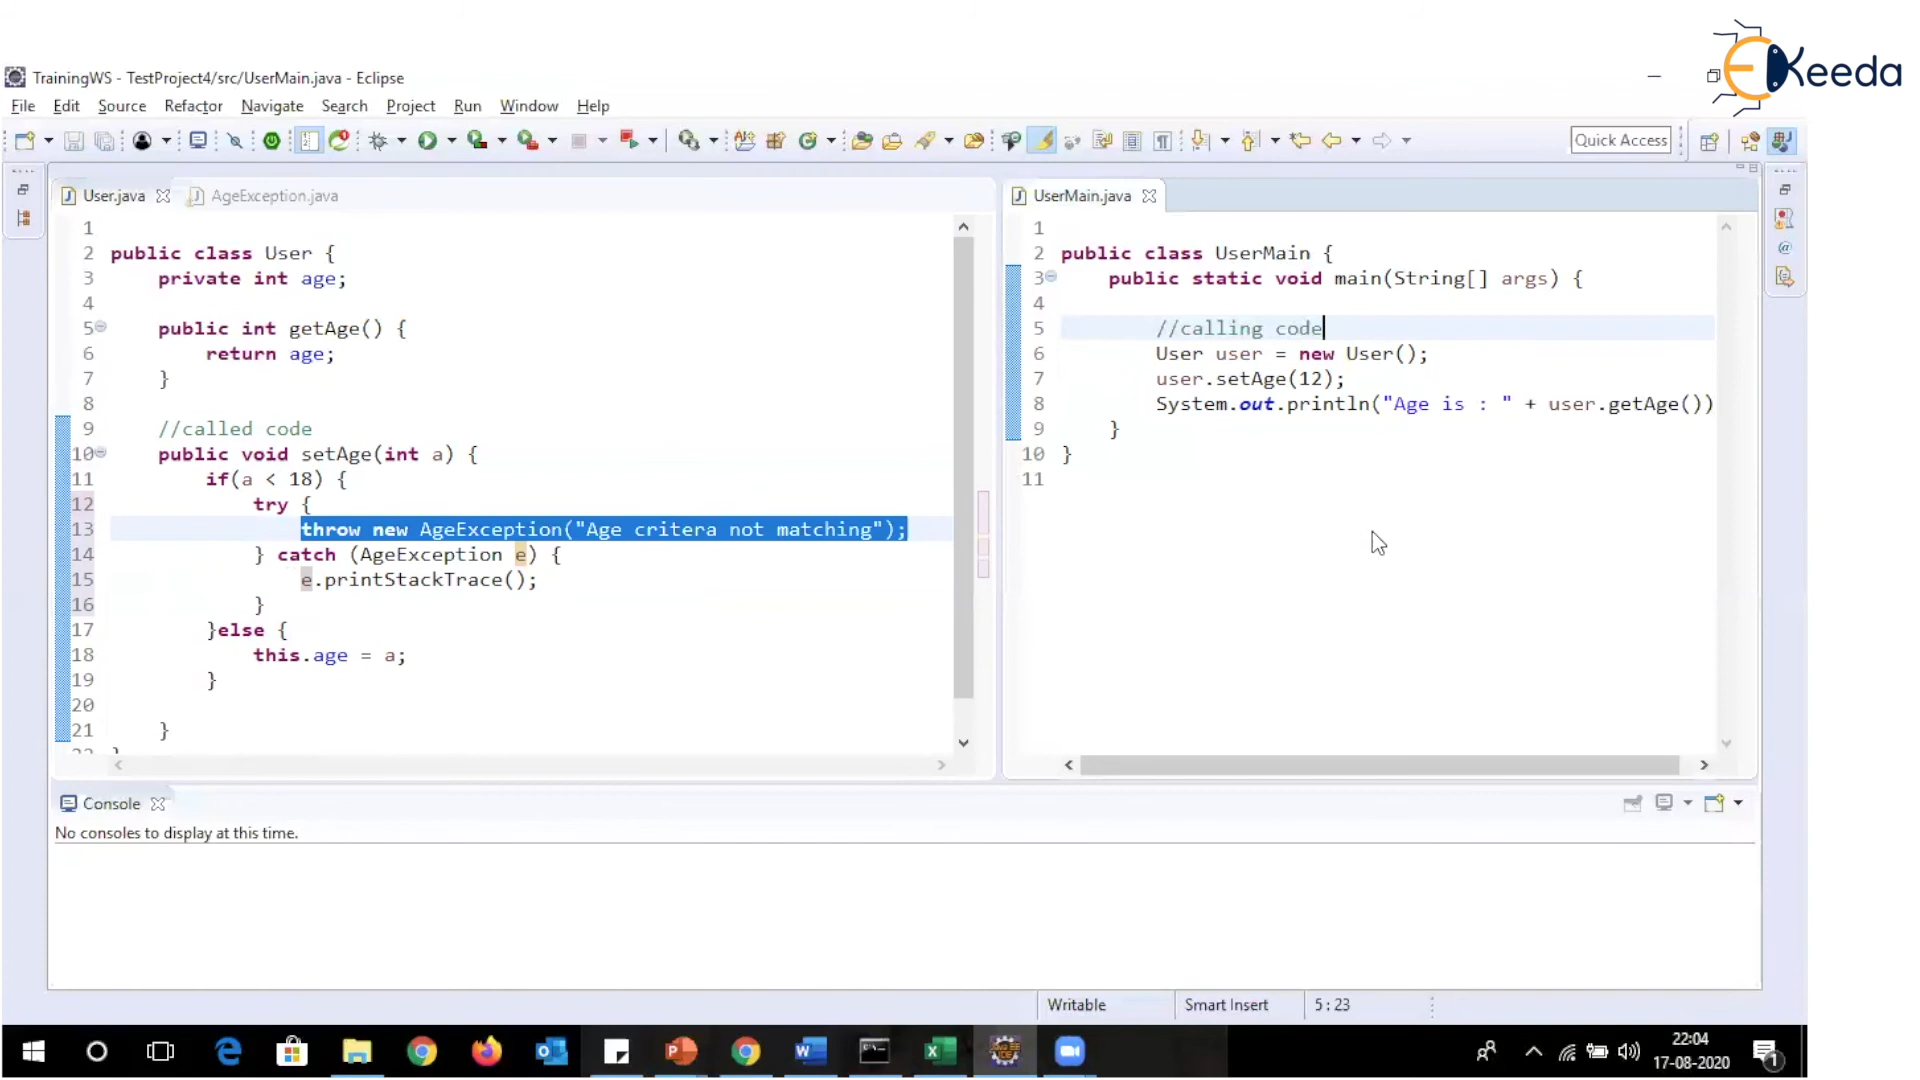 EKeeda
TrainingWS - TestProject4/src/UserMain.java - Eclipse
File Edit Source Refactor Navigate Search Project Run Window Help
Quick Access
User.java AgeException.java
1
2 public class User {
3 private int age;
4
5 public int getAge() {
6 return age;
7 }
8
9 //called code
10 public void setAge(int a) {
11 if(a < 18) {
12 try {
13 throw new AgeException("Age critera not matching");
14 } catch (AgeException e) {
15 e.printStackTrace();
16 }
17 }else {
18 this.age = a;
19 }
20
21 }
UserMain.java
1
2 public class UserMain {
3 public static void main(String[] args) {
4
5 //calling code
6 User user = new User();
7 user.setAge(12);
8 System.out.println("Age is : " + user.getAge())
9 }
10 }
11
Console
No consoles to display at this time.
Writable Smart Insert 5 : 23
22:04
17-08-2020
1